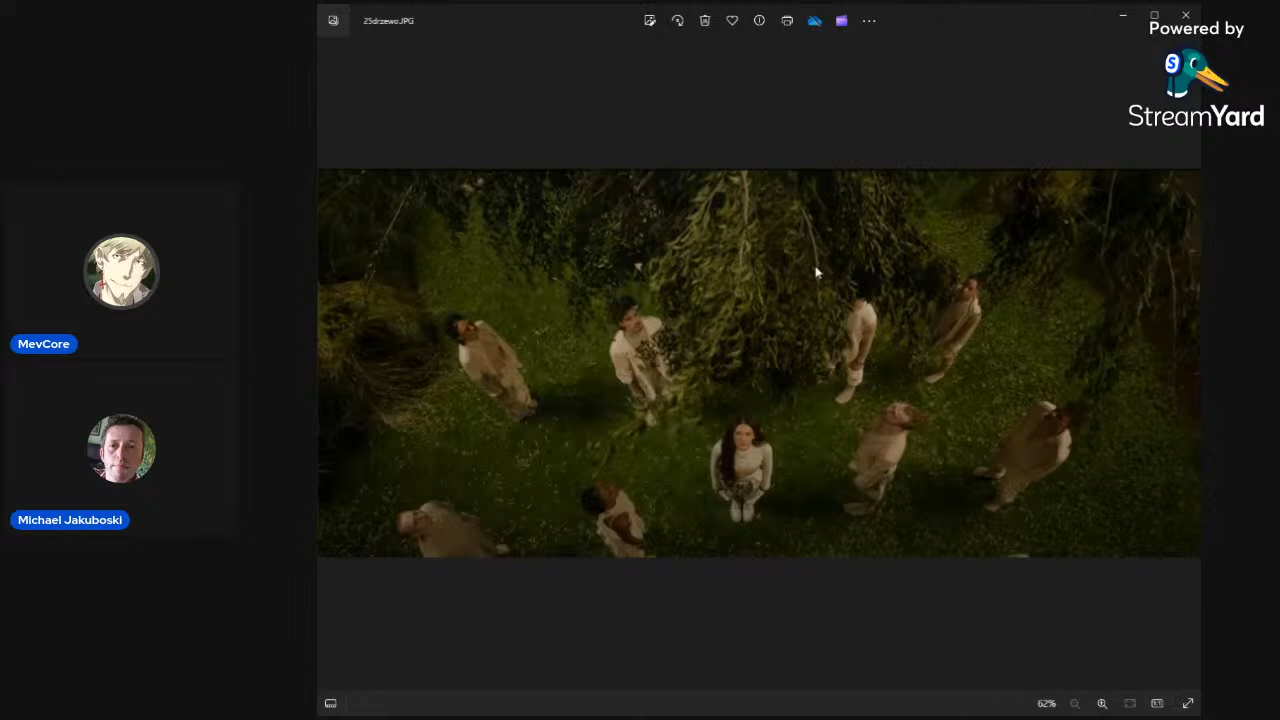 25drzewo.JPG
Powered by
S
StreamYard
MevCore
Michael Jakuboski
62%